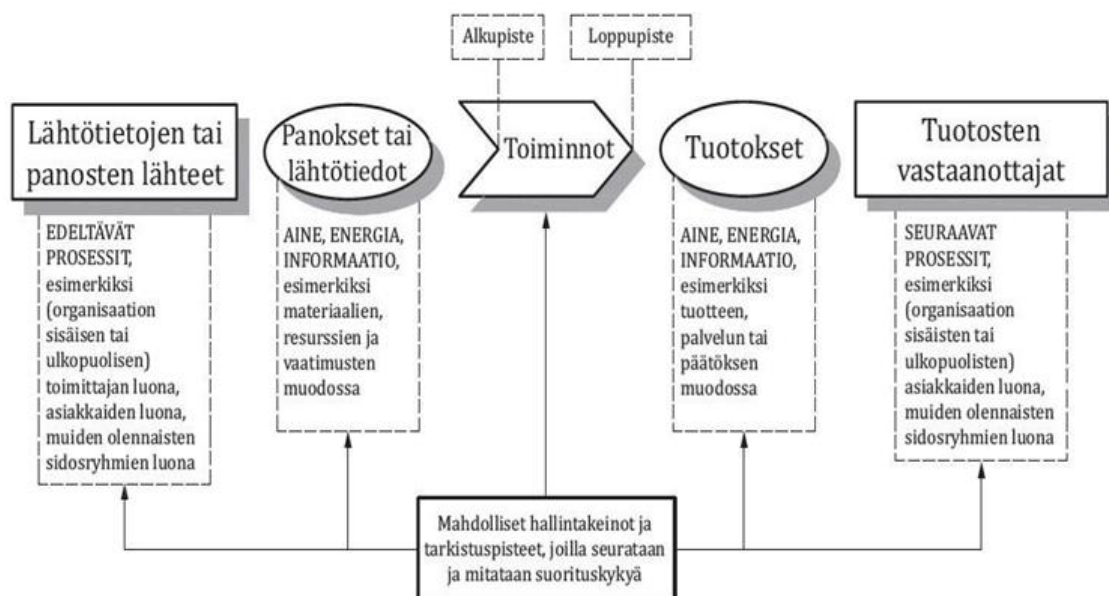 Alkupiste
Loppupiste
Lähtötietojen tai
panosten lähteet
Panokset tai
lähtötiedot
Toiminnot
Tuotokset
Tuotosten
vastaanottajat
EDELTÄVÄT
PROSESSIT,
esimerkiksi
(organisaation
sisäisen tai
ulkopuolisen)
toimittajan luona,
asiakkaiden luona,
muiden olennaisten
sidosryhmien luona
AINE, ENERGIA,
INFORMAATIO,
esimerkiksi
materiaalien,
resurssien ja
vaatimusten
muodossa
AINE, ENERGIA,
INFORMAATIO,
esimerkiksi
tuotteen,
palvelun tai
päätöksen
muodossa
SEURAAVAT
PROSESSIT,
esimerkiksi
(organisaation
sisäisten tai
ulkopuolisten)
asiakkaiden luona,
muiden olennaisten
sidosryhmien luona
Mahdolliset hallintakeinot ja
tarkistuspisteet, joilla seurataan
ja mitataan suorituskykyä